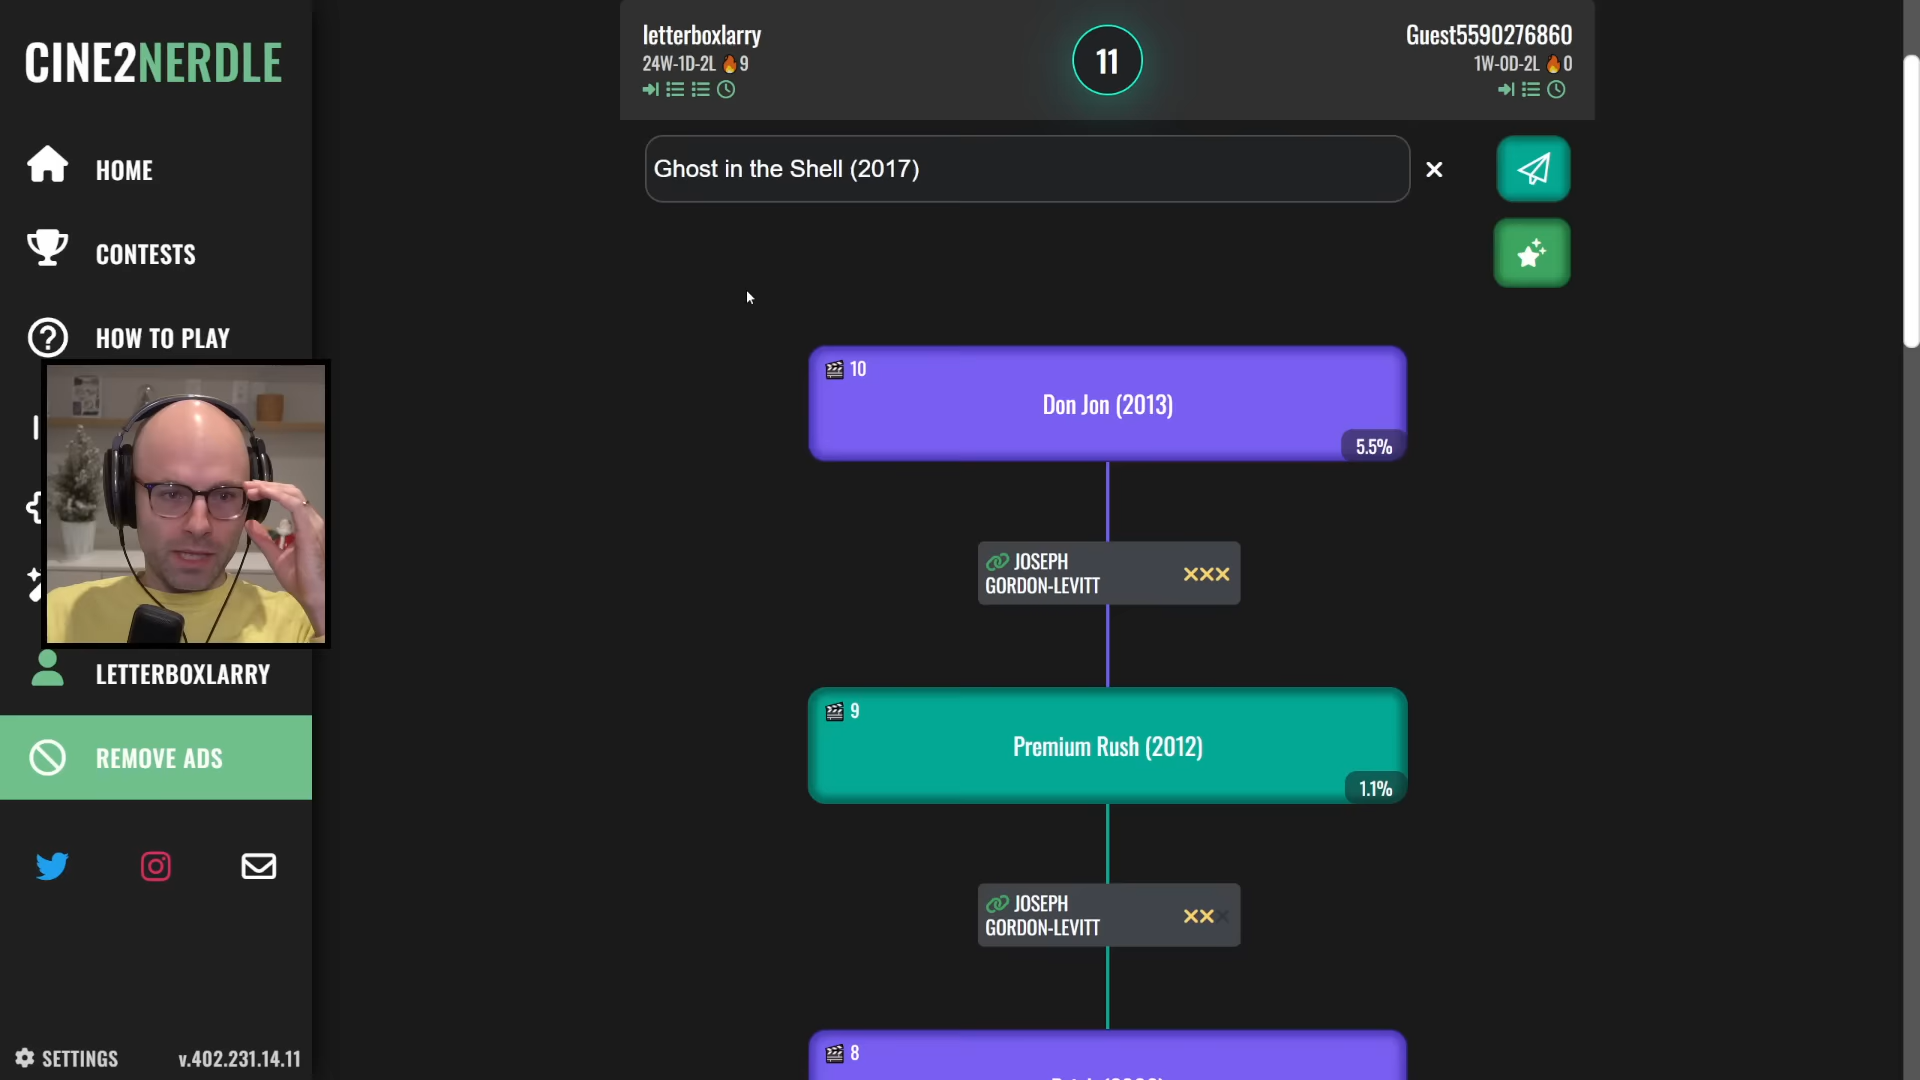 CINE2NERDLE
HOME
CONTESTS
HOW TO PLAY
LETTERBOXLARRY
REMOVE ADS
SETTINGS
v.402.231.14.11
letterboxlarry
24W-1D-2L 🔥9
11
Guest5590276860
1W-0D-2L 🔥0
Ghost in the Shell (2017)
10
Don Jon (2013)
5.5%
JOSEPH
GORDON-LEVITT
9
Premium Rush (2012)
1.1%
JOSEPH
GORDON-LEVITT
8